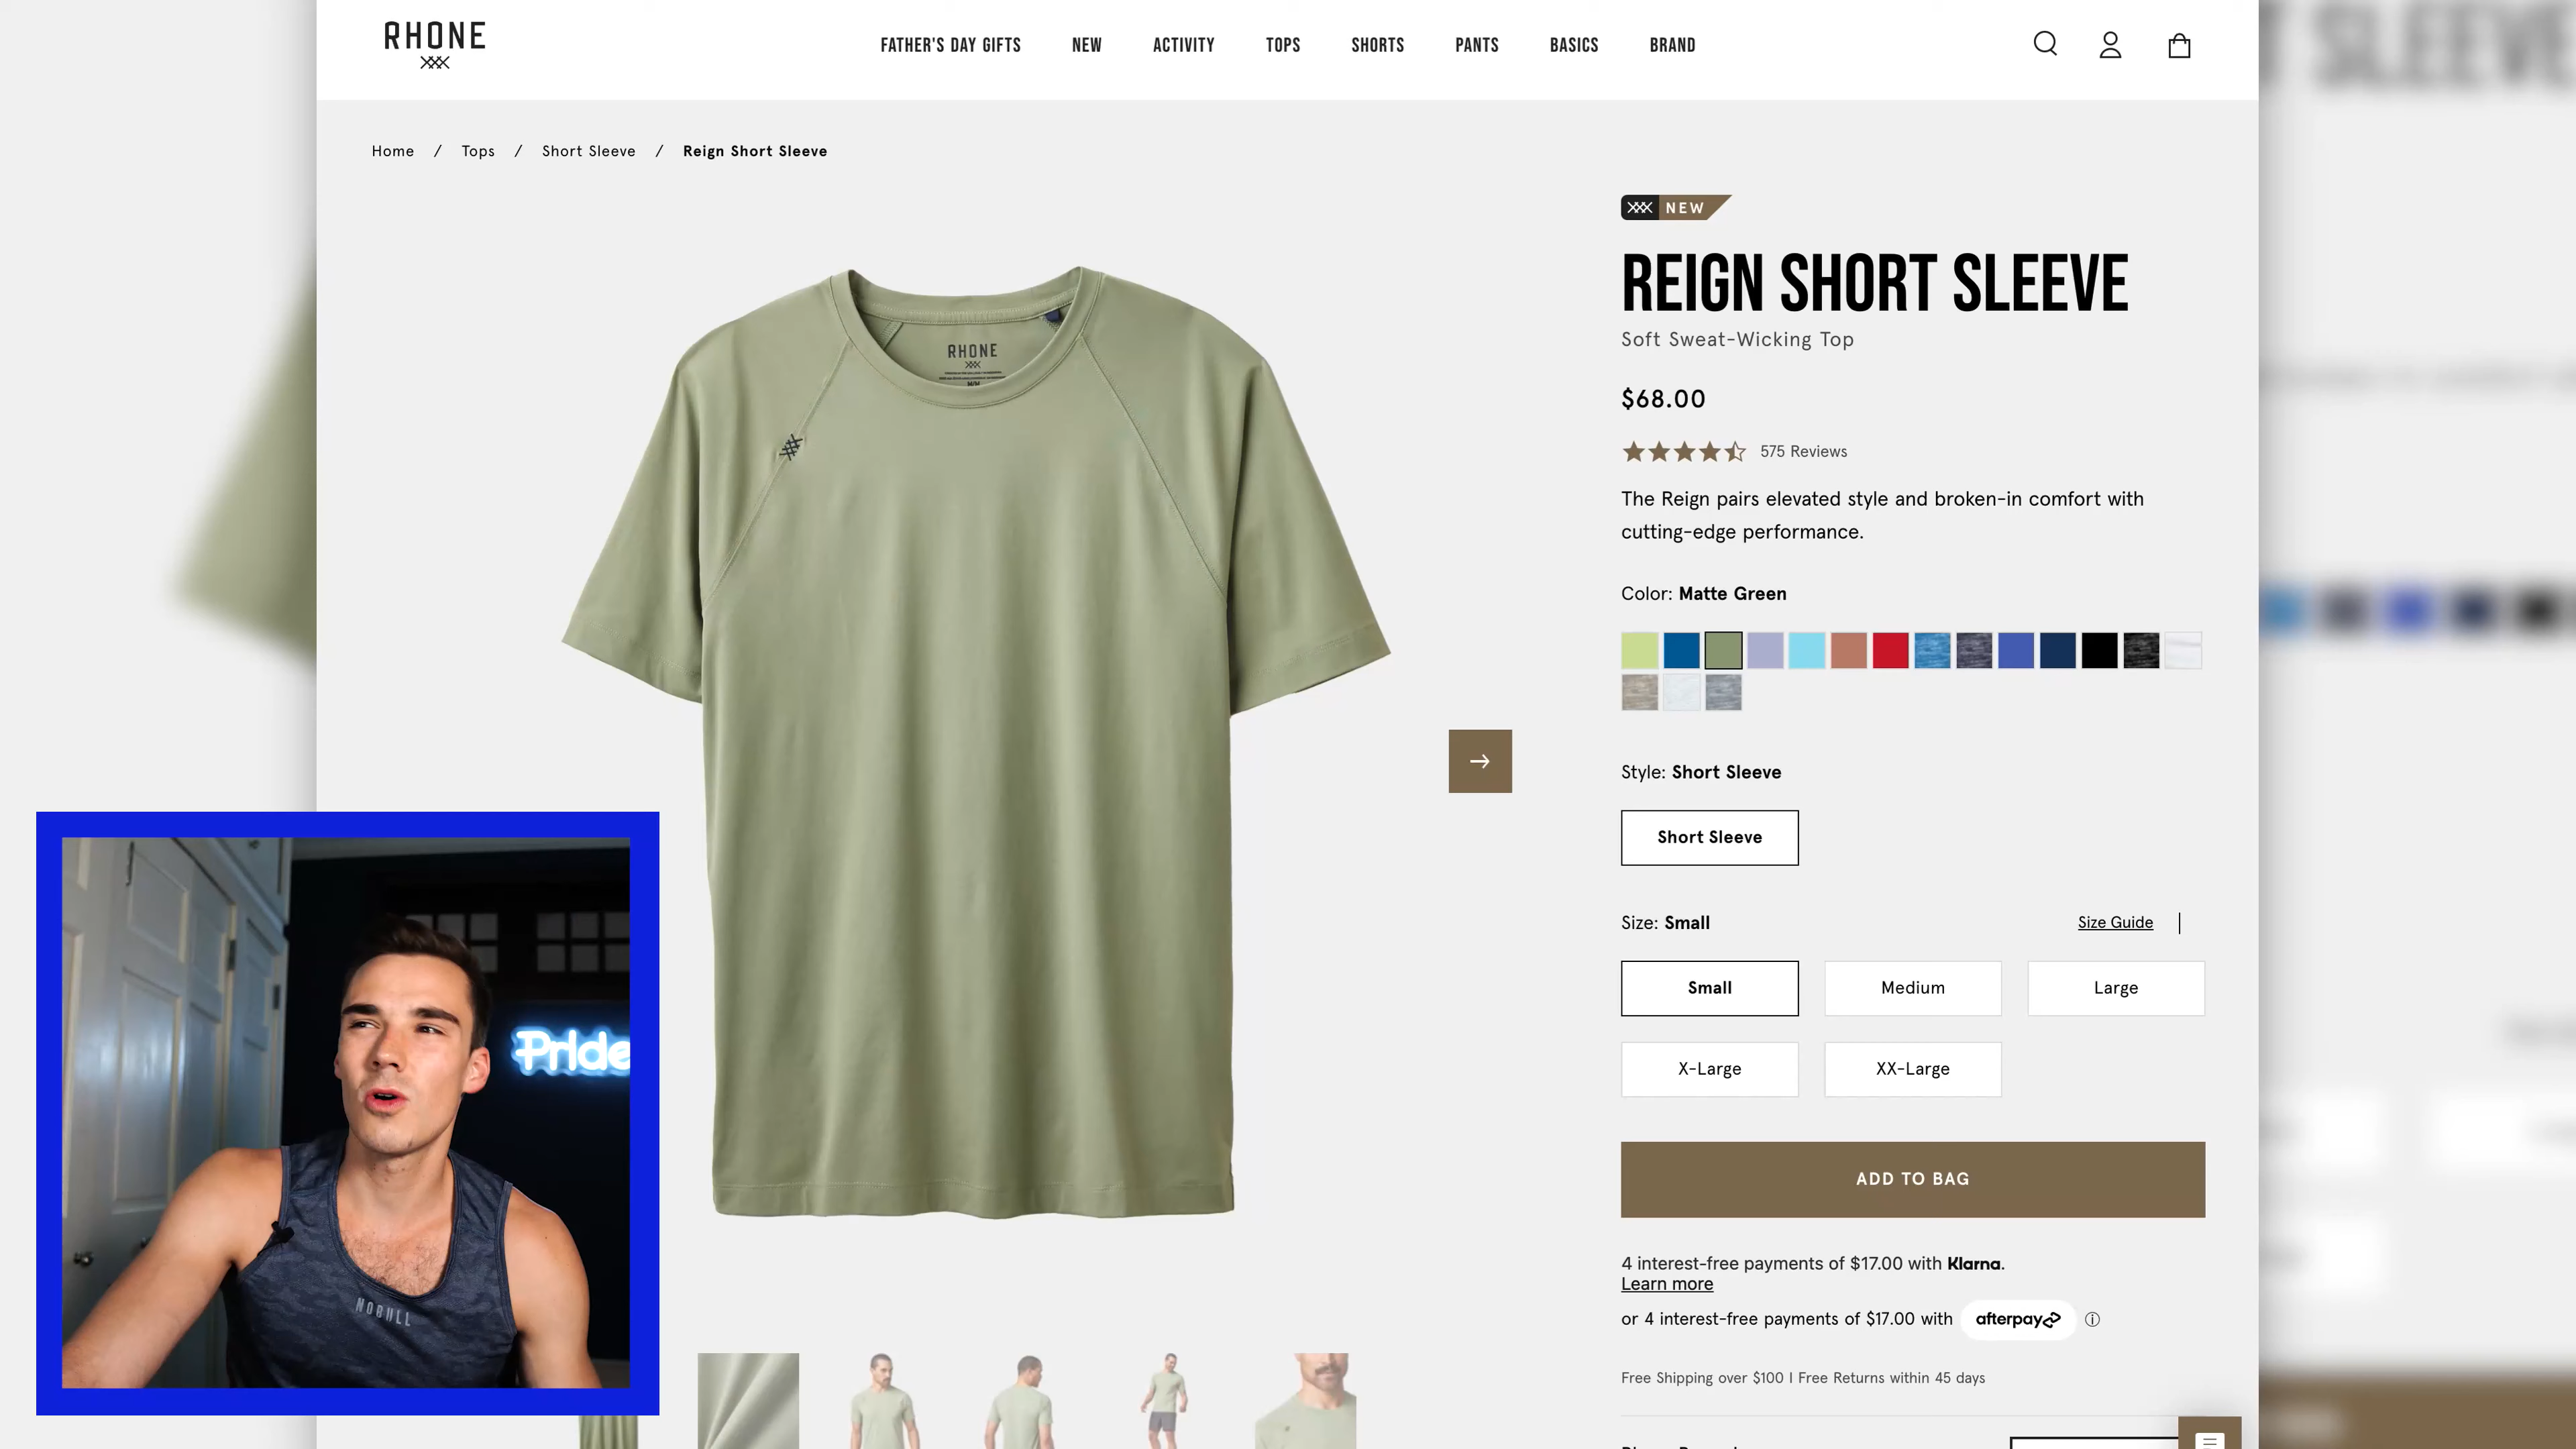 RHONE
FATHER'S DAY GIFTS NEW ACTIVITY TOPS SHORTS PANTS BASICS BRAND
Home / Tops / Short Sleeve / Reign Short Sleeve
RHONE
NEW
REIGN SHORT SLEEVE
Soft Sweat-Wicking Top
$68.00
575 Reviews
The Reign pairs elevated style and broken-in comfort with
cutting-edge performance.
Color: Matte Green
Style: Short Sleeve
Short Sleeve
Size: Small Size Guide
Small Medium Large
X-Large XX-Large
ADD TO BAG
4 interest-free payments of $17.00 with Klarna.
Learn more
or 4 interest-free payments of $17.00 with afterpay
Free Shipping over $100 | Free Returns within 45 days
Pride
NOBULL
SLEEVE